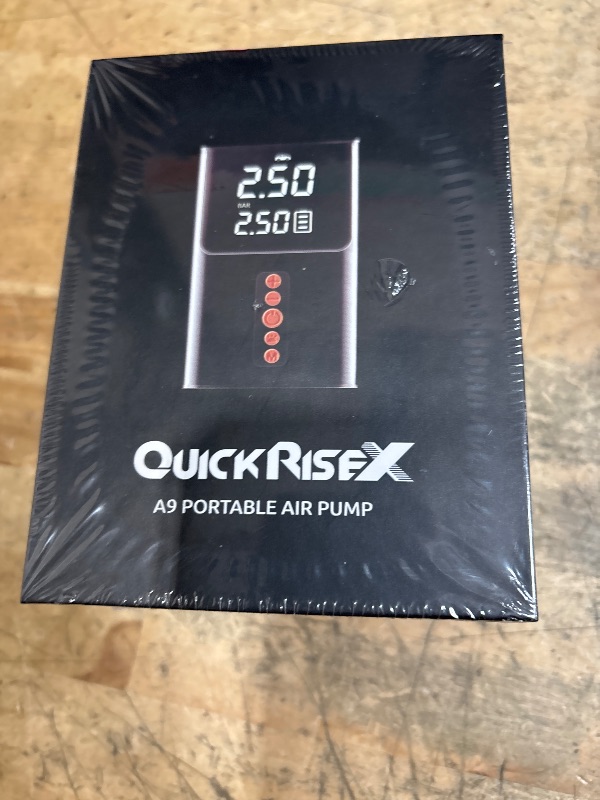 2.50
BAR
2.50
M
QUICKRISEX
A9 PORTABLE AIR PUMP